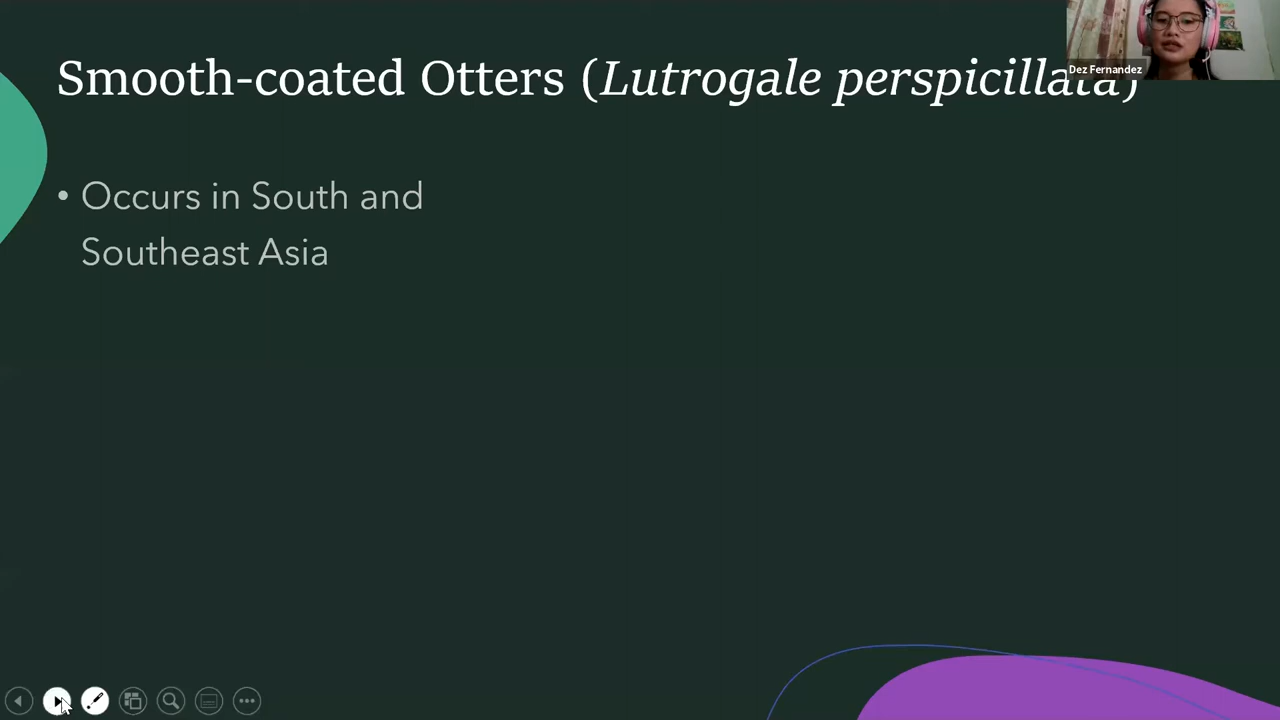 Smooth-coated Otters (Lutrogale perspicillata)
Dez Fernandez
• Occurs in South and
Southeast Asia